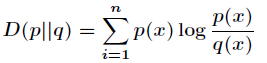 D(p||q) = \sum_{i=1}^{n} p(x) \log \frac{p(x)}{q(x)}